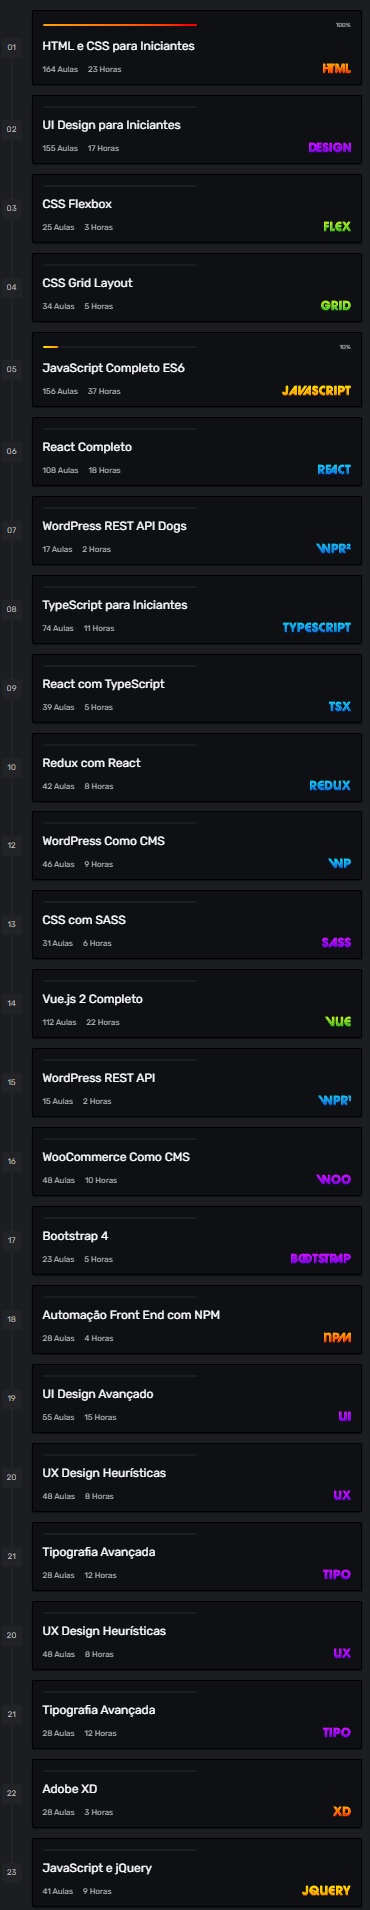 100%
01
HTML e CSS para Iniciantes
164 Aulas 23 Horas
HTML
02
UI Design para Iniciantes
155 Aulas 17 Horas
DESIGN
03
CSS Flexbox
25 Aulas 3 Horas
FLEX
04
CSS Grid Layout
34 Aulas 5 Horas
GRID
10%
05
JavaScript Completo ES6
156 Aulas 37 Horas
JAVASCRIPT
06
React Completo
108 Aulas 18 Horas
REACT
07
WordPress REST API Dogs
17 Aulas 2 Horas
WPR²
08
TypeScript para Iniciantes
74 Aulas 11 Horas
TYPESCRIPT
09
React com TypeScript
39 Aulas 5 Horas
TSX
10
Redux com React
42 Aulas 8 Horas
REDUX
12
WordPress Como CMS
46 Aulas 9 Horas
WP
13
CSS com SASS
31 Aulas 6 Horas
SASS
14
Vue.js 2 Completo
112 Aulas 22 Horas
VUE
15
WordPress REST API
15 Aulas 2 Horas
WPR¹
16
WooCommerce Como CMS
48 Aulas 10 Horas
WOO
17
Bootstrap 4
23 Aulas 5 Horas
BOOTSTRAP
18
Automação Front End com NPM
28 Aulas 4 Horas
NPM
19
UI Design Avançado
55 Aulas 15 Horas
UI
20
UX Design Heurísticas
48 Aulas 8 Horas
UX
21
Tipografia Avançada
28 Aulas 12 Horas
TIPO
20
UX Design Heurísticas
48 Aulas 8 Horas
UX
21
Tipografia Avançada
28 Aulas 12 Horas
TIPO
22
Adobe XD
28 Aulas 3 Horas
XD
23
JavaScript e jQuery
41 Aulas 9 Horas
JQUERY